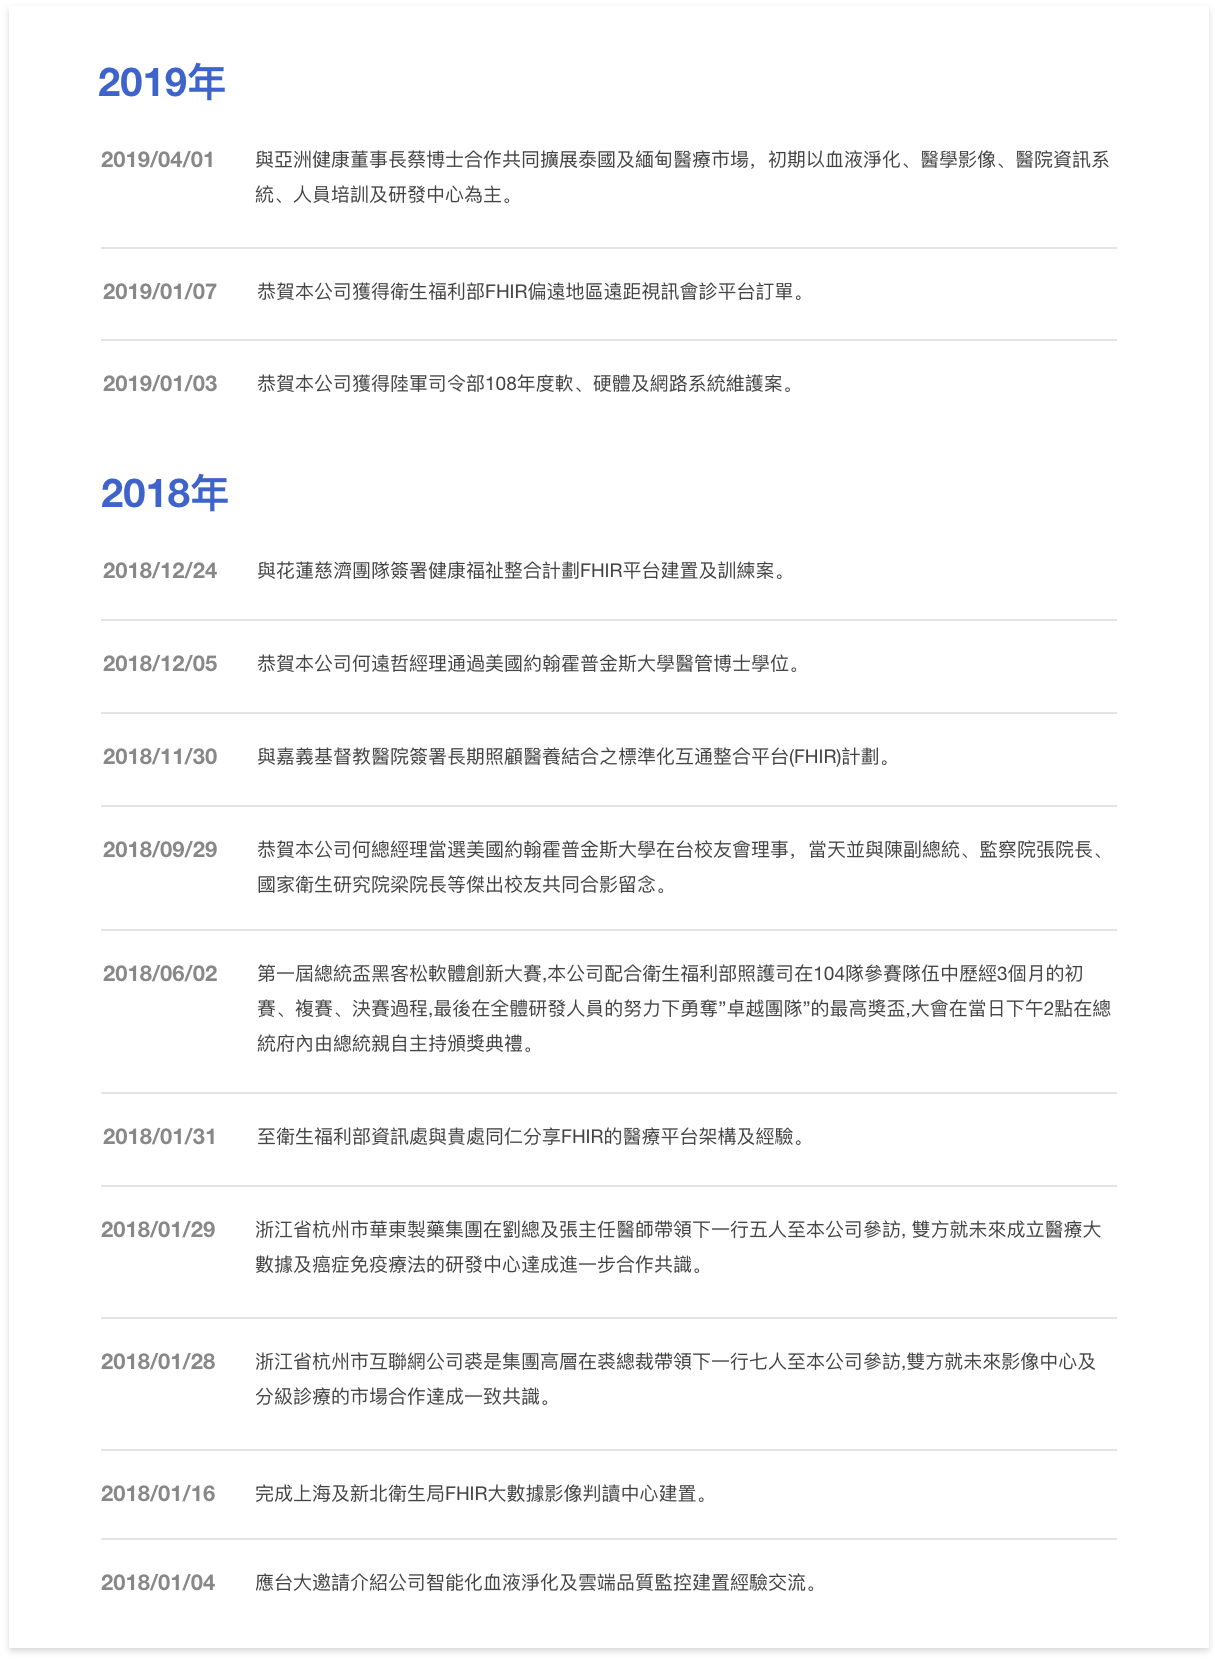 2019年
2019/04/01 與亞洲健康董事長蔡博士合作共同擴展泰國及緬甸醫療市場，初期以血液淨化、醫學影像、醫院資訊系
統、人員培訓及研發中心為主。
2019/01/07 恭賀本公司獲得衛生福利部FHIR偏遠地區遠距視訊會診平台訂單。
2019/01/03 恭賀本公司獲得陸軍司令部108年度軟、硬體及網路系統維護案。
2018年
2018/12/24 與花蓮慈濟團隊簽署健康福祉整合計劃FHIR平台建置及訓練案。
2018/12/05 恭賀本公司何遠哲經理通過美國約翰霍普金斯大學醫管博士學位。
2018/11/30 與嘉義基督教醫院簽署長期照顧醫養結合之標準化互通整合平台(FHIR)計劃。
2018/09/29 恭賀本公司何總經理當選美國約翰霍普金斯大學在台校友會理事，當天並與陳副總統、監察院張院長、
國家衛生研究院梁院長等傑出校友共同合影留念。
2018/06/02 第一屆總統盃黑客松軟體創新大賽,本公司配合衛生福利部照護司在104隊參賽隊伍中歷經3個月的初
賽、複賽、決賽過程,最後在全體研發人員的努力下勇奪”卓越團隊”的最高獎盃,大會在當日下午2點在總
統府內由總統親自主持頒獎典禮。
2018/01/31 至衛生福利部資訊處與貴處同仁分享FHIR的醫療平台架構及經驗。
2018/01/29 浙江省杭州市華東製藥集團在劉總及張主任醫師帶領下一行五人至本公司參訪, 雙方就未來成立醫療大
數據及癌症免疫療法的研發中心達成進一步合作共識。
2018/01/28 浙江省杭州市互聯網公司裘是集團高層在裘總裁帶領下一行七人至本公司參訪,雙方就未來影像中心及
分級診療的市場合作達成一致共識。
2018/01/16 完成上海及新北衛生局FHIR大數據影像判讀中心建置。
2018/01/04 應台大邀請介紹公司智能化血液淨化及雲端品質監控建置經驗交流。